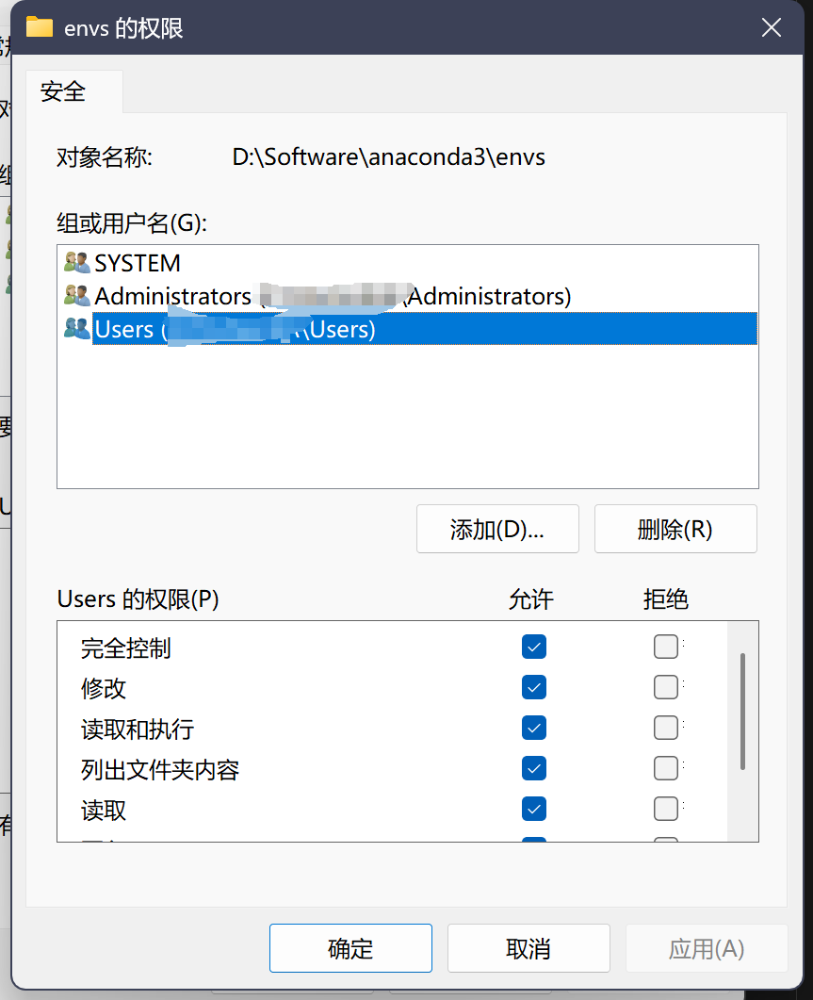 envs 的权限
安全
对象名称: D:\Software\anaconda3\envs
组或用户名(G):
SYSTEM
Administrators ( \Administrators)
Users ( \Users)
添加(D)... 删除(R)
Users 的权限(P) 允许 拒绝
完全控制
修改
读取和执行
列出文件夹内容
读取
确定 取消 应用(A)